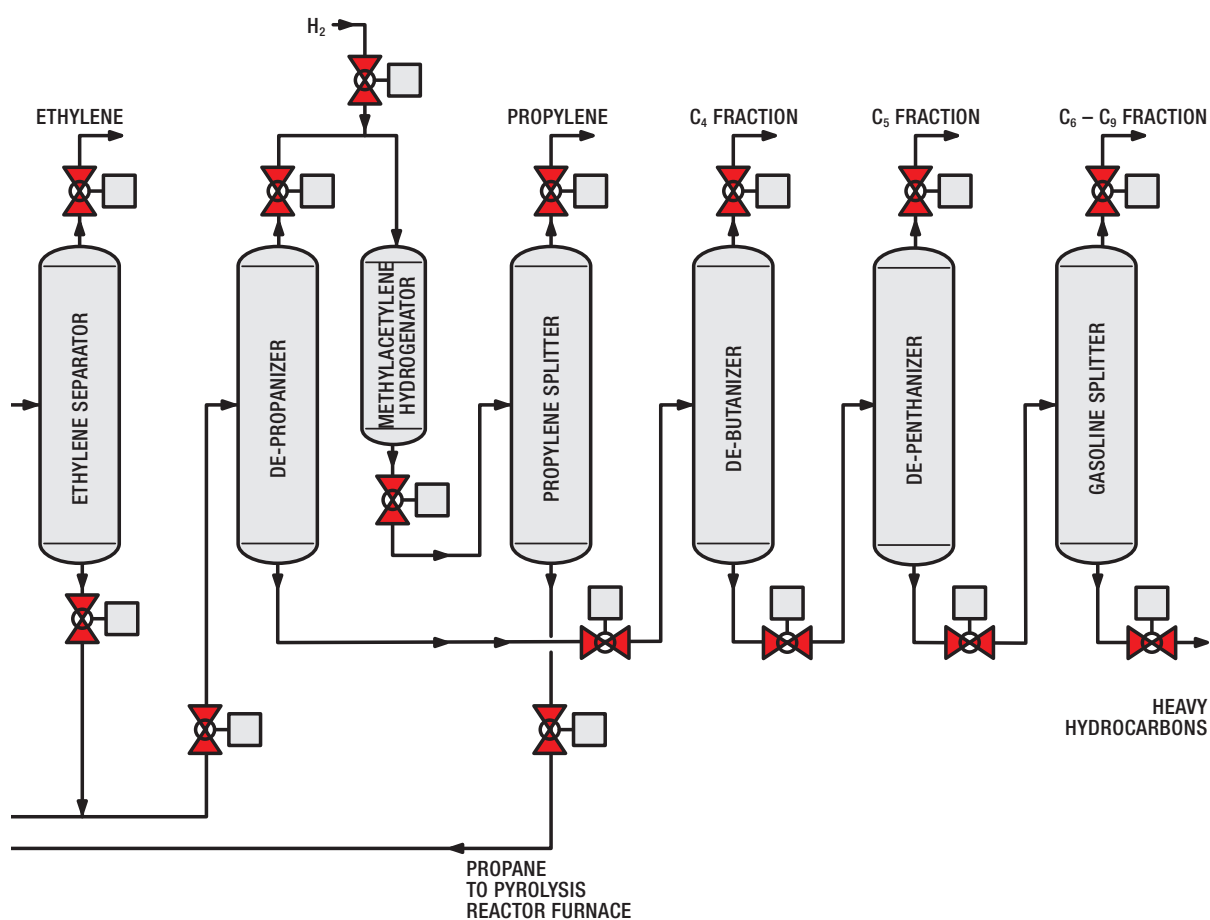 H₂
ETHYLENE
PROPYLENE
C₄ FRACTION
C₅ FRACTION
C₆ – C₉ FRACTION
ETHYLENE SEPARATOR
DE-PROPANIZER
METHYLACETYLENE
HYDROGENATOR
PROPYLENE SPLITTER
DE-BUTANIZER
DE-PENTHANIZER
GASOLINE SPLITTER
HEAVY
HYDROCARBONS
PROPANE
TO PYROLYSIS
REACTOR FURNACE